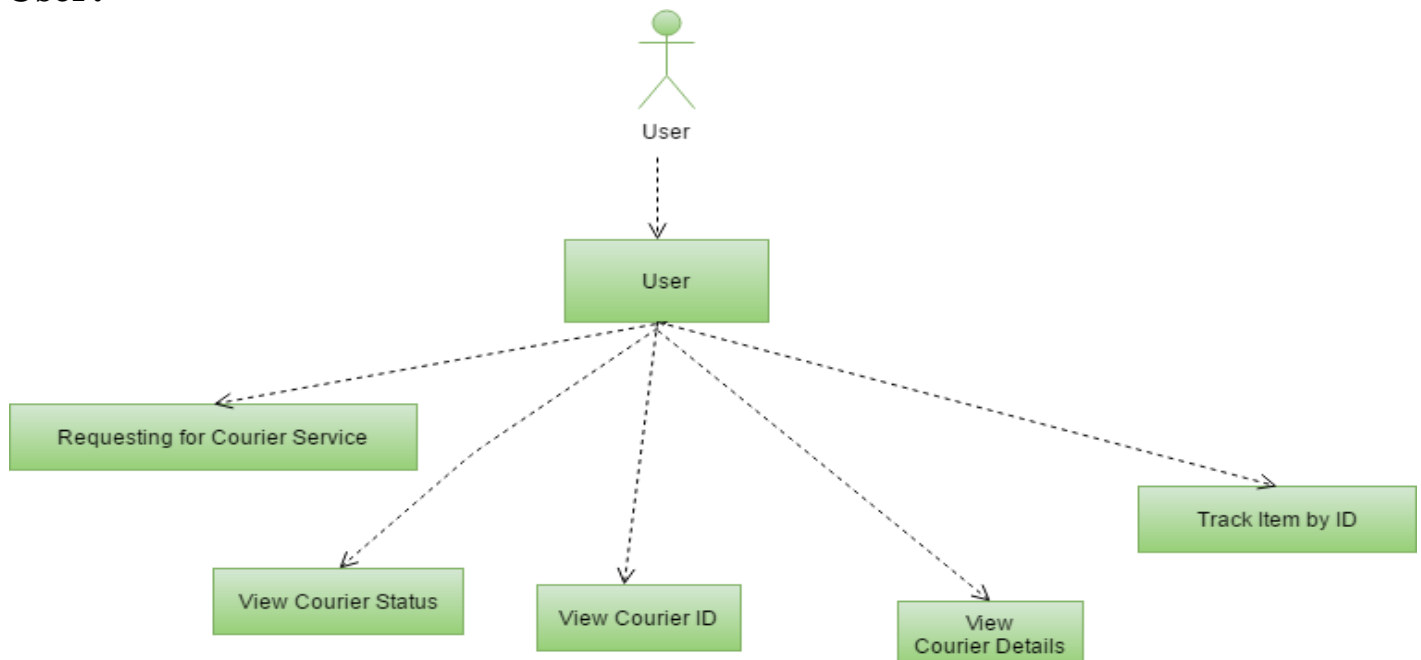 User:
User
User
Requesting for Courier Service
Track Item by ID
View Courier Status
View Courier ID
View
Courier Details